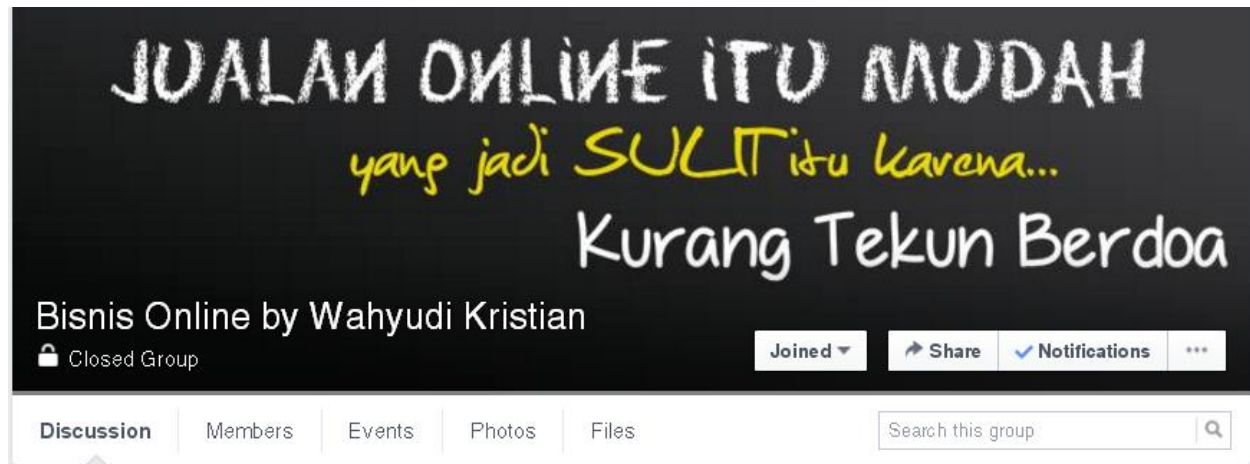 JUALAN ONLINE ITU MUDAH
yang jadi SULIT itu karena...
Kurang Tekun Berdoa
Bisnis Online by Wahyudi Kristian
Closed Group
Joined Share Notifications
Discussion Members Events Photos Files Search this group